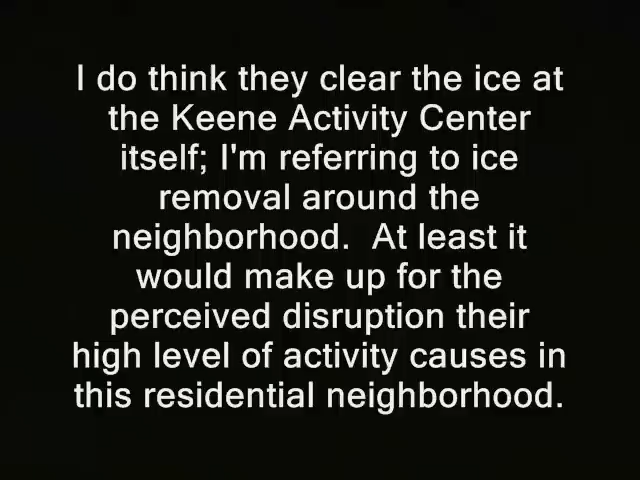 I do think they clear the ice at
the Keene Activity Center
itself; I'm referring to ice
removal around the
neighborhood.  At least it
would make up for the
perceived disruption their
high level of activity causes in
this residential neighborhood.